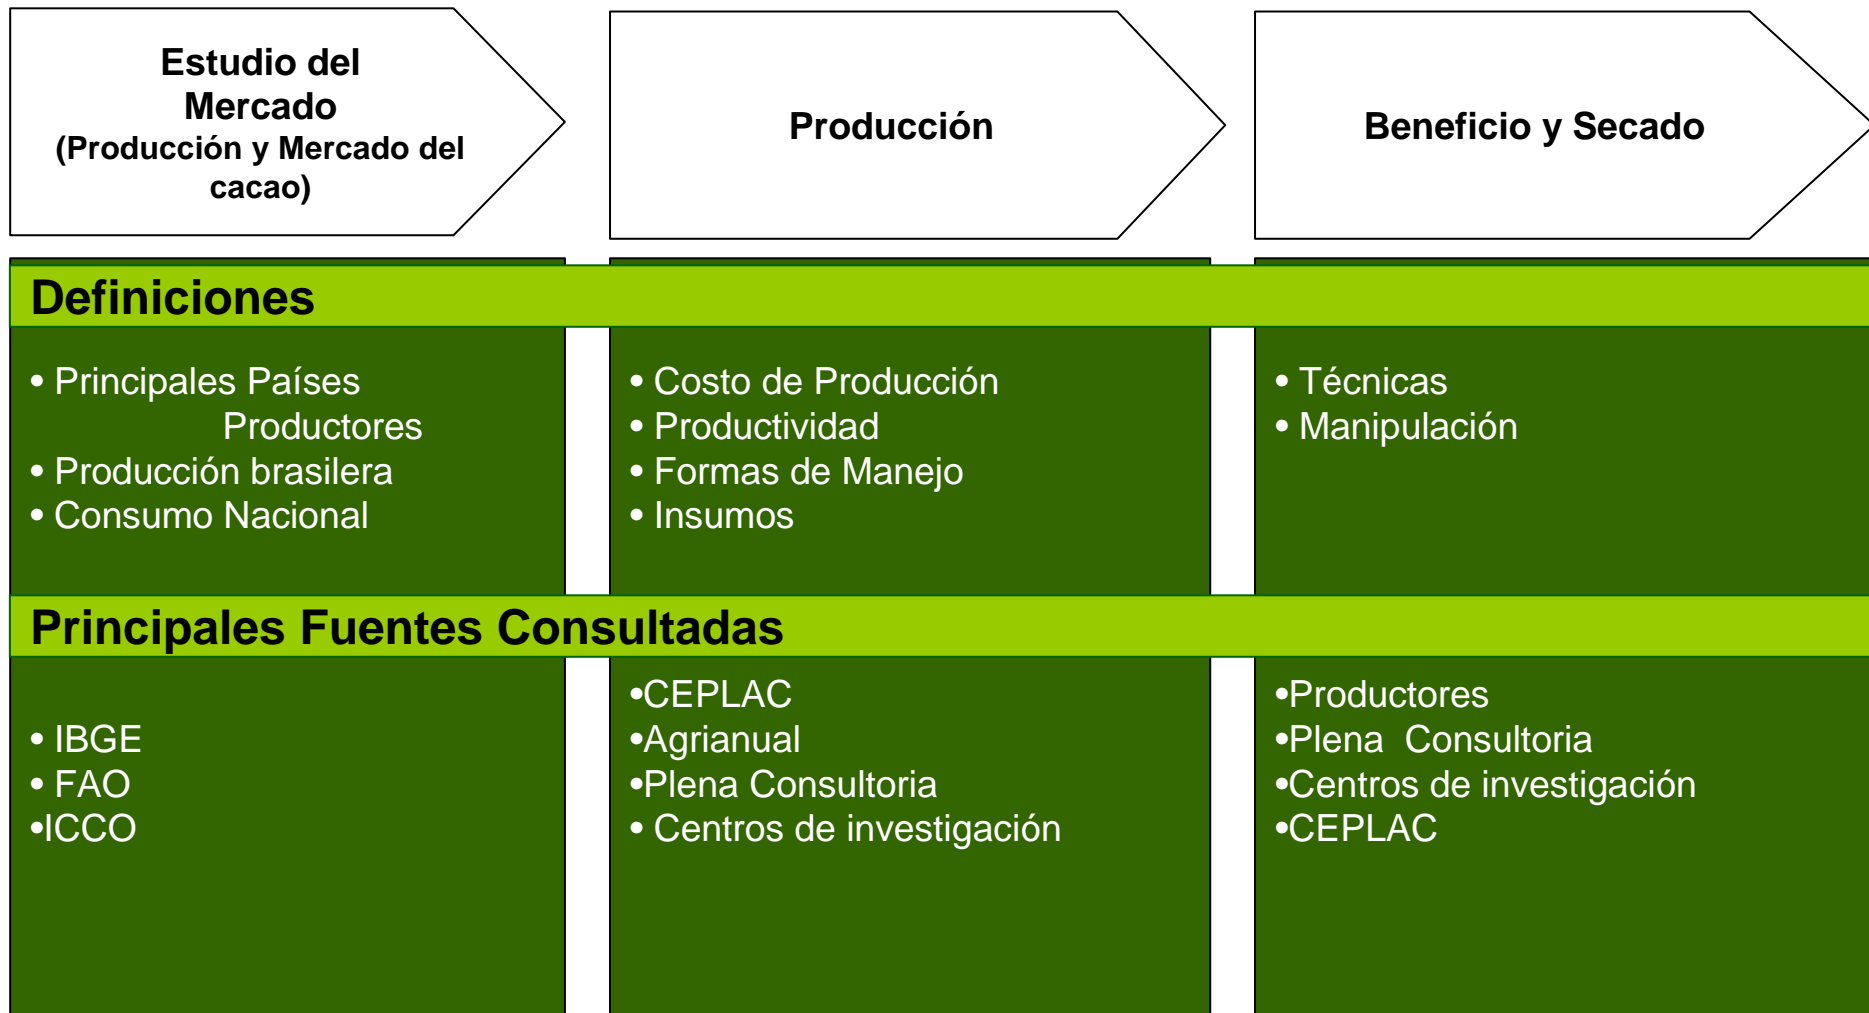 Estudio del
Mercado
(Producción y Mercado del
cacao)
Producción
Beneficio y Secado
Definiciones
• Principales Países
Productores
• Producción brasilera
• Consumo Nacional
• Costo de Producción
• Productividad
• Formas de Manejo
• Insumos
• Técnicas
• Manipulación
Principales Fuentes Consultadas
• IBGE
• FAO
•ICCO
•CEPLAC
•Agrianual
•Plena Consultoria
• Centros de investigación
•Productores
•Plena  Consultoria
•Centros de investigación
•CEPLAC